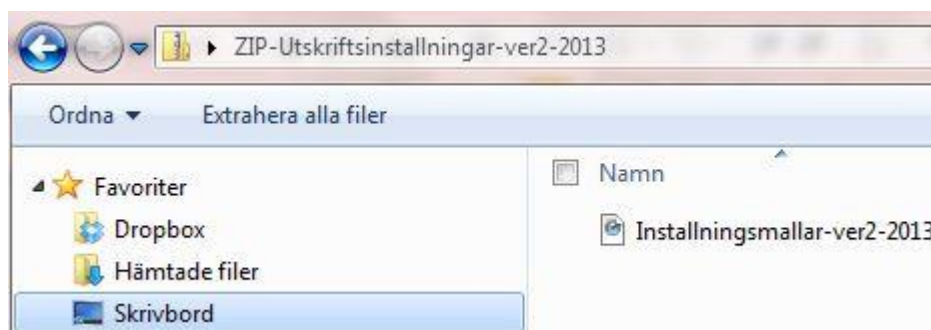 ZIP-Utskriftsinstallningar-ver2-2013
Ordna Extrahera alla filer
Favoriter
Dropbox
Hämtade filer
Skrivbord
Namn
Installningsmallar-ver2-2013